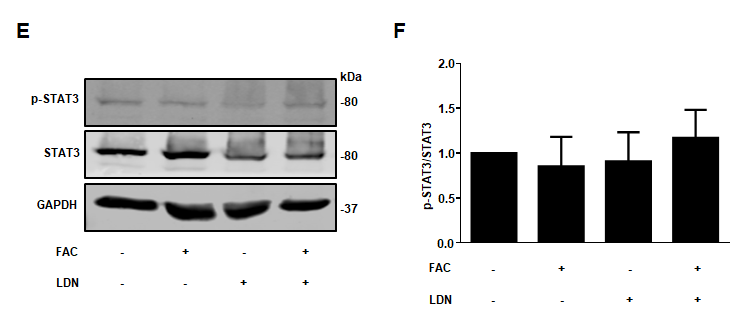 E
kDa
p-STAT3
-80
STAT3
-80
GAPDH
-37
FAC - + - +
LDN - - + +
F
p-STAT3/STAT3
2.0
1.5
1.0
0.5
0.0
FAC - + - +
LDN - - + +